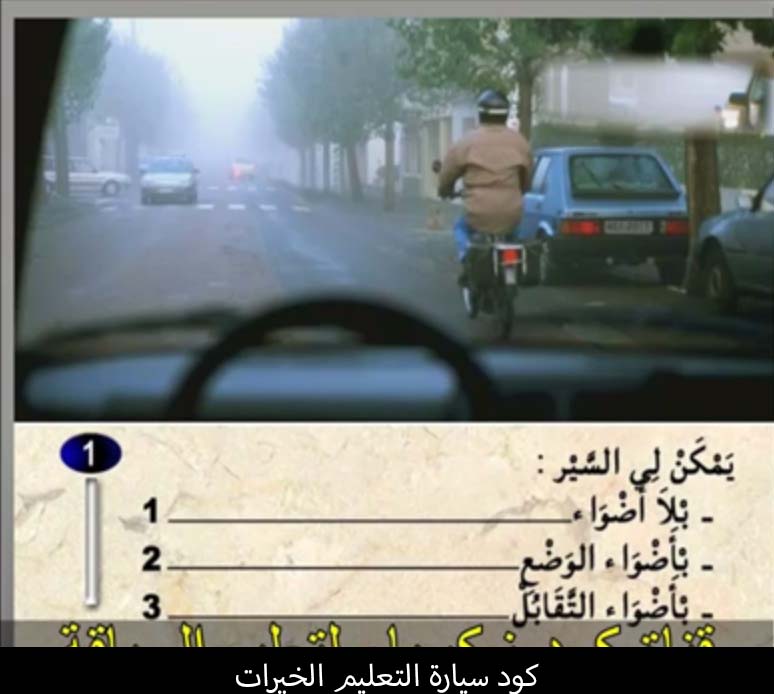 1
يَمْكَنْ لِي السَّيْر :
- بْلاَ أَضْوَاء 1
- بْأَضْوَاء الوَضْع 2
- بْأَضْوَاء التَّقَابُلْ 3
كود سيارة التعليم الخيرات